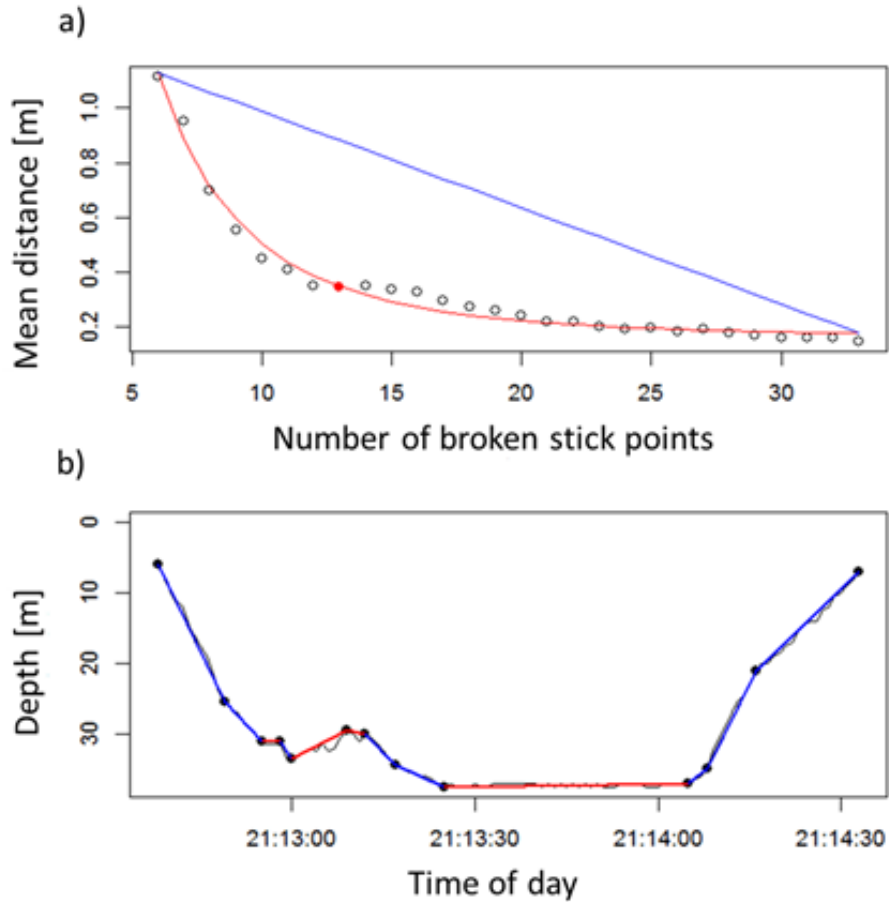 a)
Mean distance [m]
1.0
0.8
0.6
0.4
0.2
5 10 15 20 25 30
Number of broken stick points
b)
Depth [m]
0
10
20
30
21:13:00 21:13:30 21:14:00 21:14:30
Time of day